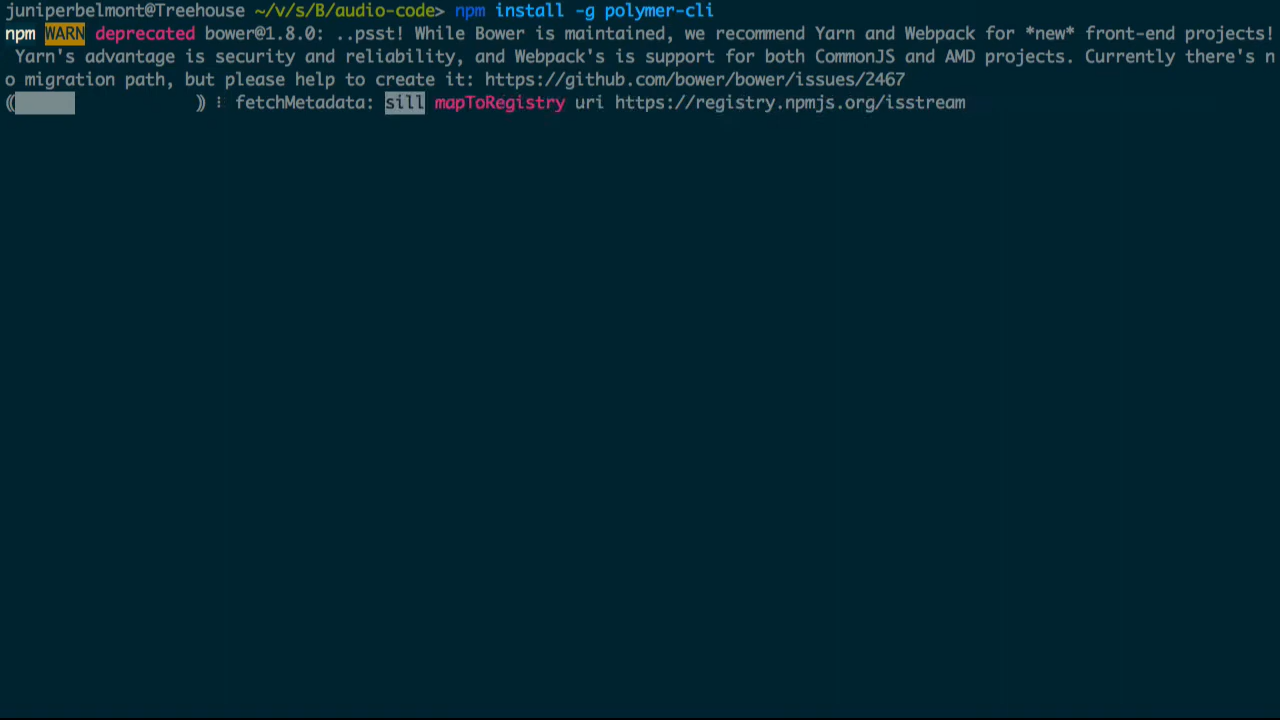 juniperbelmont@Treehouse ~/v/s/B/audio-code> npm install -g polymer-cli
npm WARN deprecated bower@1.8.0: ..psst! While Bower is maintained, we recommend Yarn and Webpack for *new* front-end projects!
Yarn's advantage is security and reliability, and Webpack's is support for both CommonJS and AMD projects. Currently there's n
o migration path, but please help to create it: https://github.com/bower/bower/issues/2467
(( )) ⸽ fetchMetadata: sill mapToRegistry uri https://registry.npmjs.org/isstream